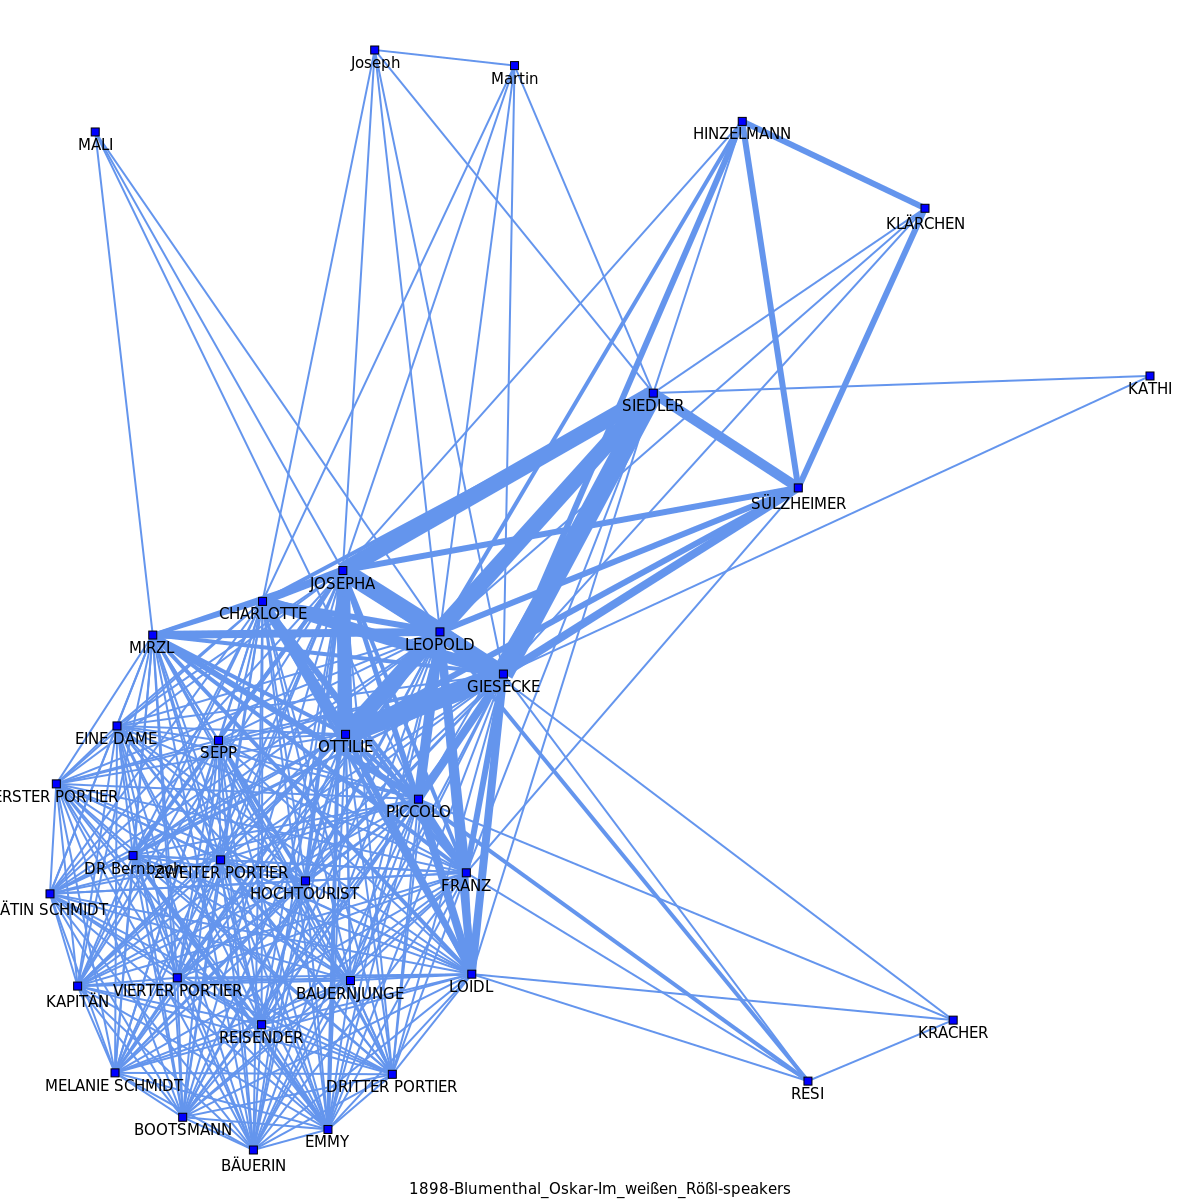 Joseph
Martin
HINZELMANN
MALI
KLÄRCHEN
KATHI
SIEDLER
SÜLZHEIMER
JOSEPHA
CHARLOTTE
LEOPOLD
MIRZL
GIESECKE
EINE DAME
OTTILIE
SEPP
ERSTER PORTIER
PICCOLO
DR Bernbach
ZWEITER PORTIER
FRANZ
HOCHTOURIST
ÄTIN SCHMIDT
LOIDL
VIERTER PORTIER
BAUERNJUNGE
KAPITÄN
KRACHER
REISENDER
MELANIE SCHMIDT
DRITTER PORTIER
RESI
BOOTSMANN
EMMY
BÄUERIN
1898-Blumenthal_Oskar-Im_weißen_Rößl-speakers